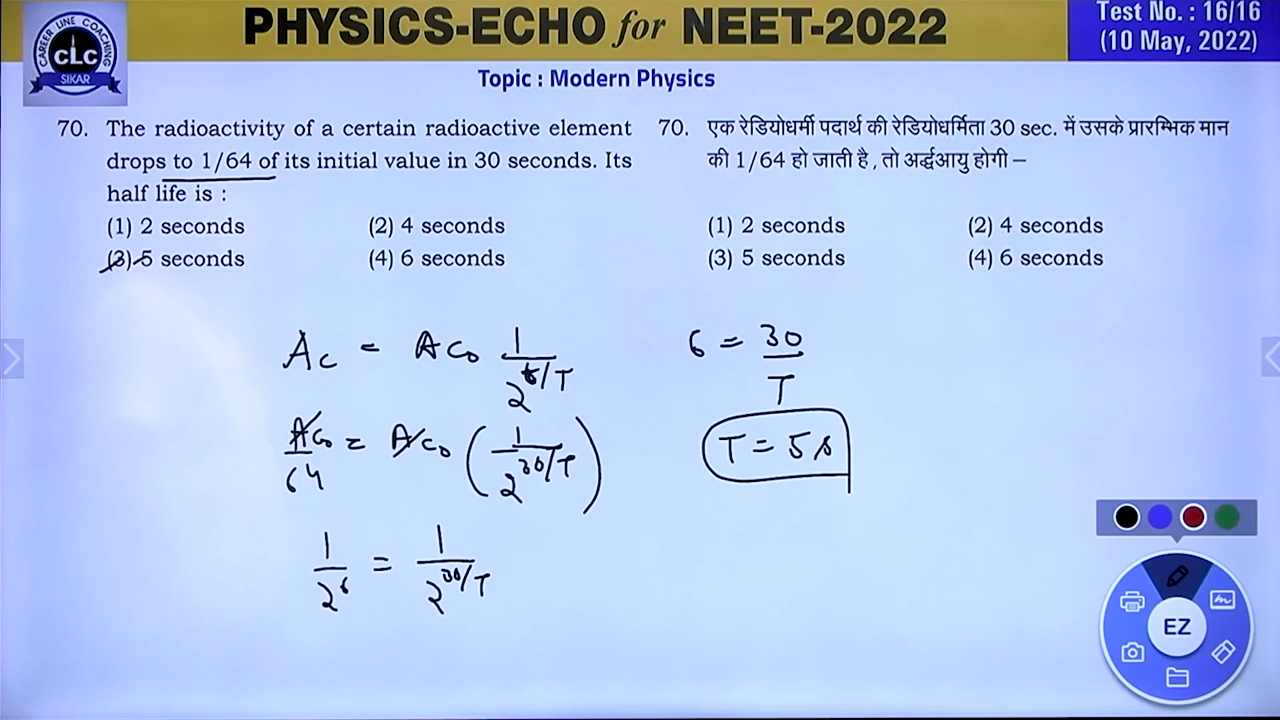 CAREER LINE COACHING
CLC
SIKAR
PHYSICS-ECHO for NEET-2022
Test No. : 16/16
(10 May, 2022)
Topic : Modern Physics
70. The radioactivity of a certain radioactive element
drops to 1/64 of its initial value in 30 seconds. Its
half life is :
(1) 2 seconds (2) 4 seconds
(3) 5 seconds (4) 6 seconds
70. एक रेडियोधर्मी पदार्थ की रेडियोधर्मिता 30 sec. में उसके प्रारम्भिक मान
की 1/64 हो जाती है , तो अर्द्धआयु होगी –
(1) 2 seconds (2) 4 seconds
(3) 5 seconds (4) 6 seconds
Ac = Ac₀ 1/2^(t/T)
Ac₀/64 = Ac₀ (1/2^(30/T))
1/2^6 = 1/2^(30/T)
6 = 30/T
T = 5s
EZ